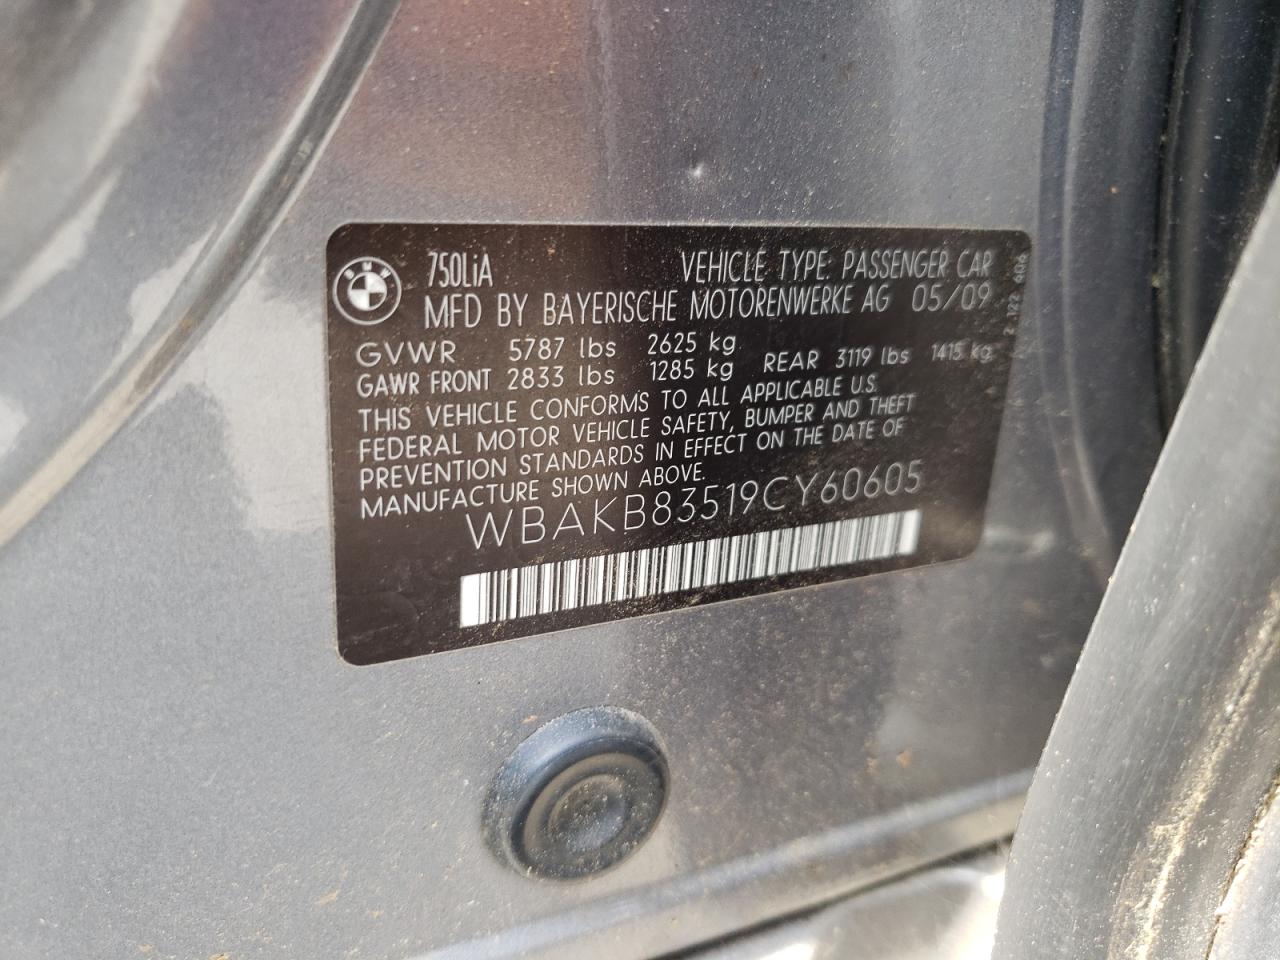 BMW
750LiA VEHICLE TYPE: PASSENGER CAR
MFD BY BAYERISCHE MOTORENWERKE AG 05/09
GVWR 5787 lbs 2625 kg
GAWR FRONT 2833 lbs 1285 kg REAR 3119 lbs 1415 kg
THIS VEHICLE CONFORMS TO ALL APPLICABLE U.S.
FEDERAL MOTOR VEHICLE SAFETY, BUMPER AND THEFT
PREVENTION STANDARDS IN EFFECT ON THE DATE OF
MANUFACTURE SHOWN ABOVE.
WBAKB83519CY60605